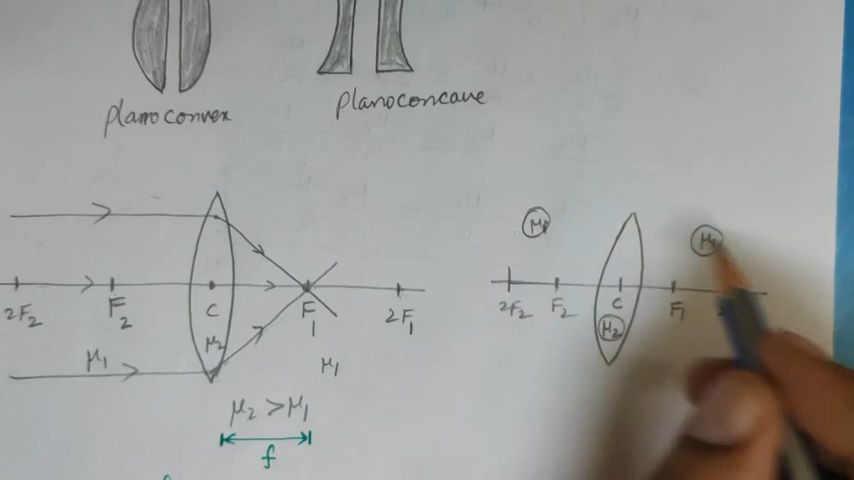 planoconvex
planoconcave
2F₂
F₂
C
μ₂
F₁
2F₁
μ₁
μ₁
μ₂ > μ₁
f
μ₁
μ₁
2F₂
F₂
C
μ₂
F₁